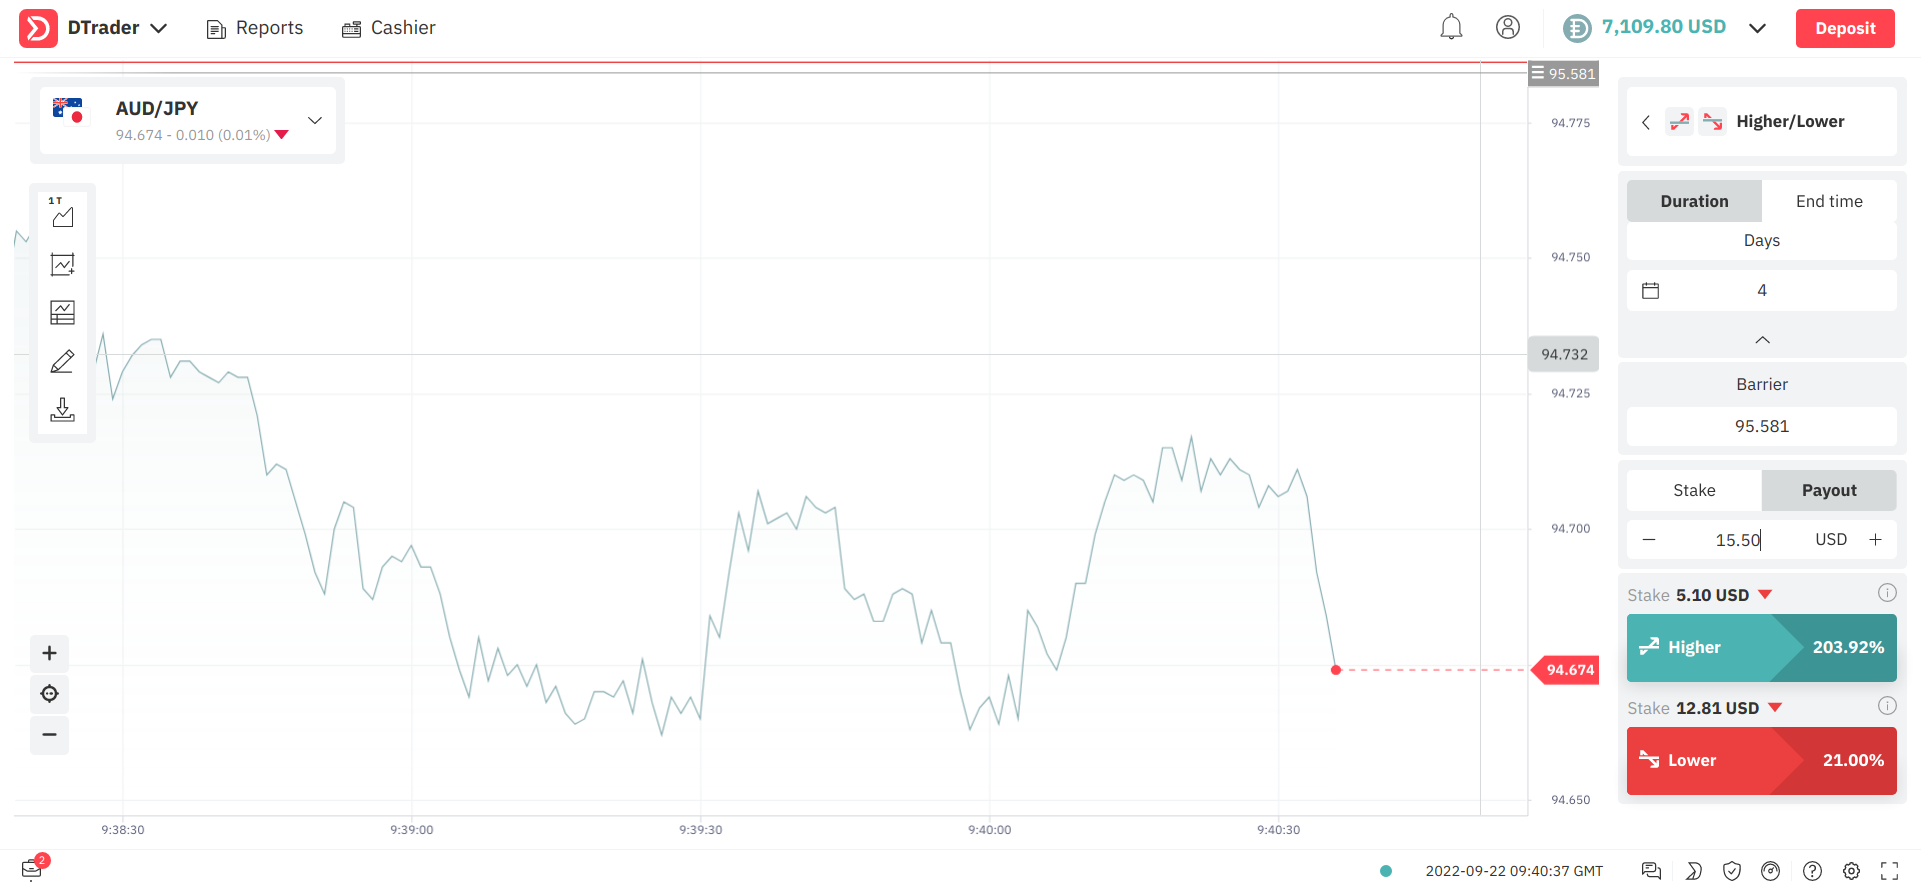 DTrader Reports Cashier 7,109.80 USD Deposit
95.581
AUD/JPY
94.674 - 0.010 (0.01%)
1 T
94.775
94.750
94.732
94.725
94.700
94.674
94.650
9:38:30 9:39:00 9:39:30 9:40:00 9:40:30
Higher/Lower
Duration End time
Days
4
Barrier
95.581
Stake Payout
15.50 USD
Stake 5.10 USD
Higher 203.92%
Stake 12.81 USD
Lower 21.00%
2
2022-09-22 09:40:37 GMT